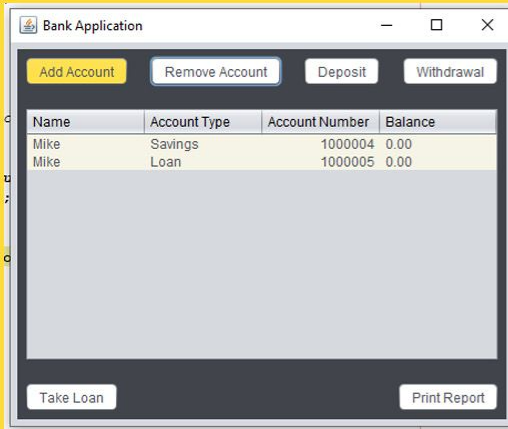 Bank Application
Add Account Remove Account Deposit Withdrawal
Name Account Type Account Number Balance
Mike Savings 1000004 0.00
Mike Loan 1000005 0.00
Take Loan Print Report